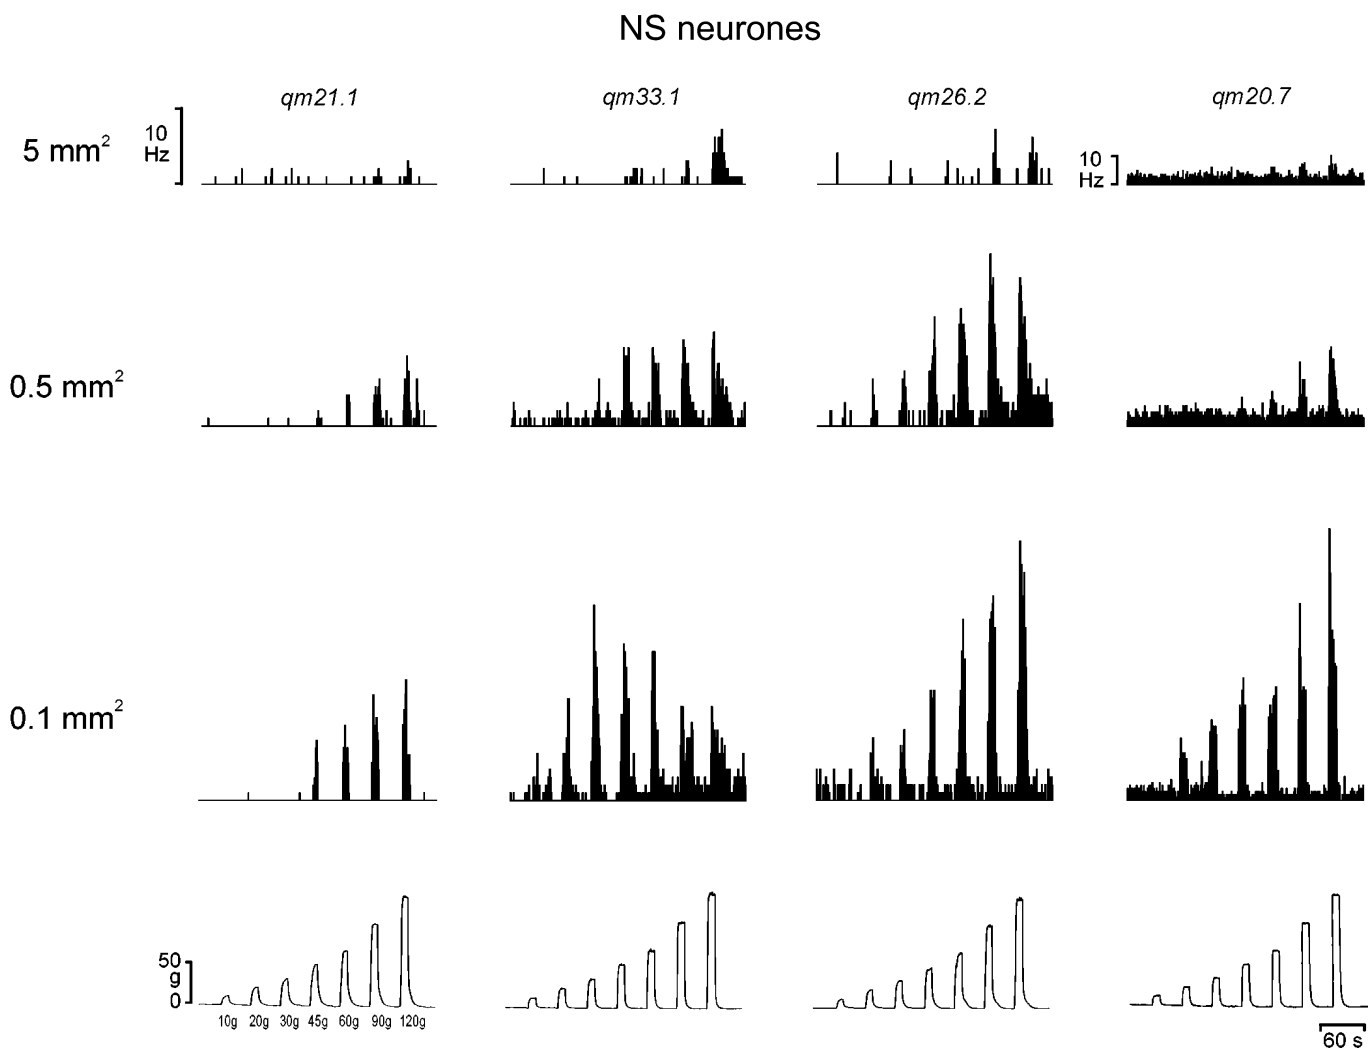 NS neurones
qm21.1 qm33.1 qm26.2 qm20.7
5 mm²
10
Hz
10
Hz
0.5 mm²
0.1 mm²
50
g
0
10g 20g 30g 45g 60g 90g 120g
60 s